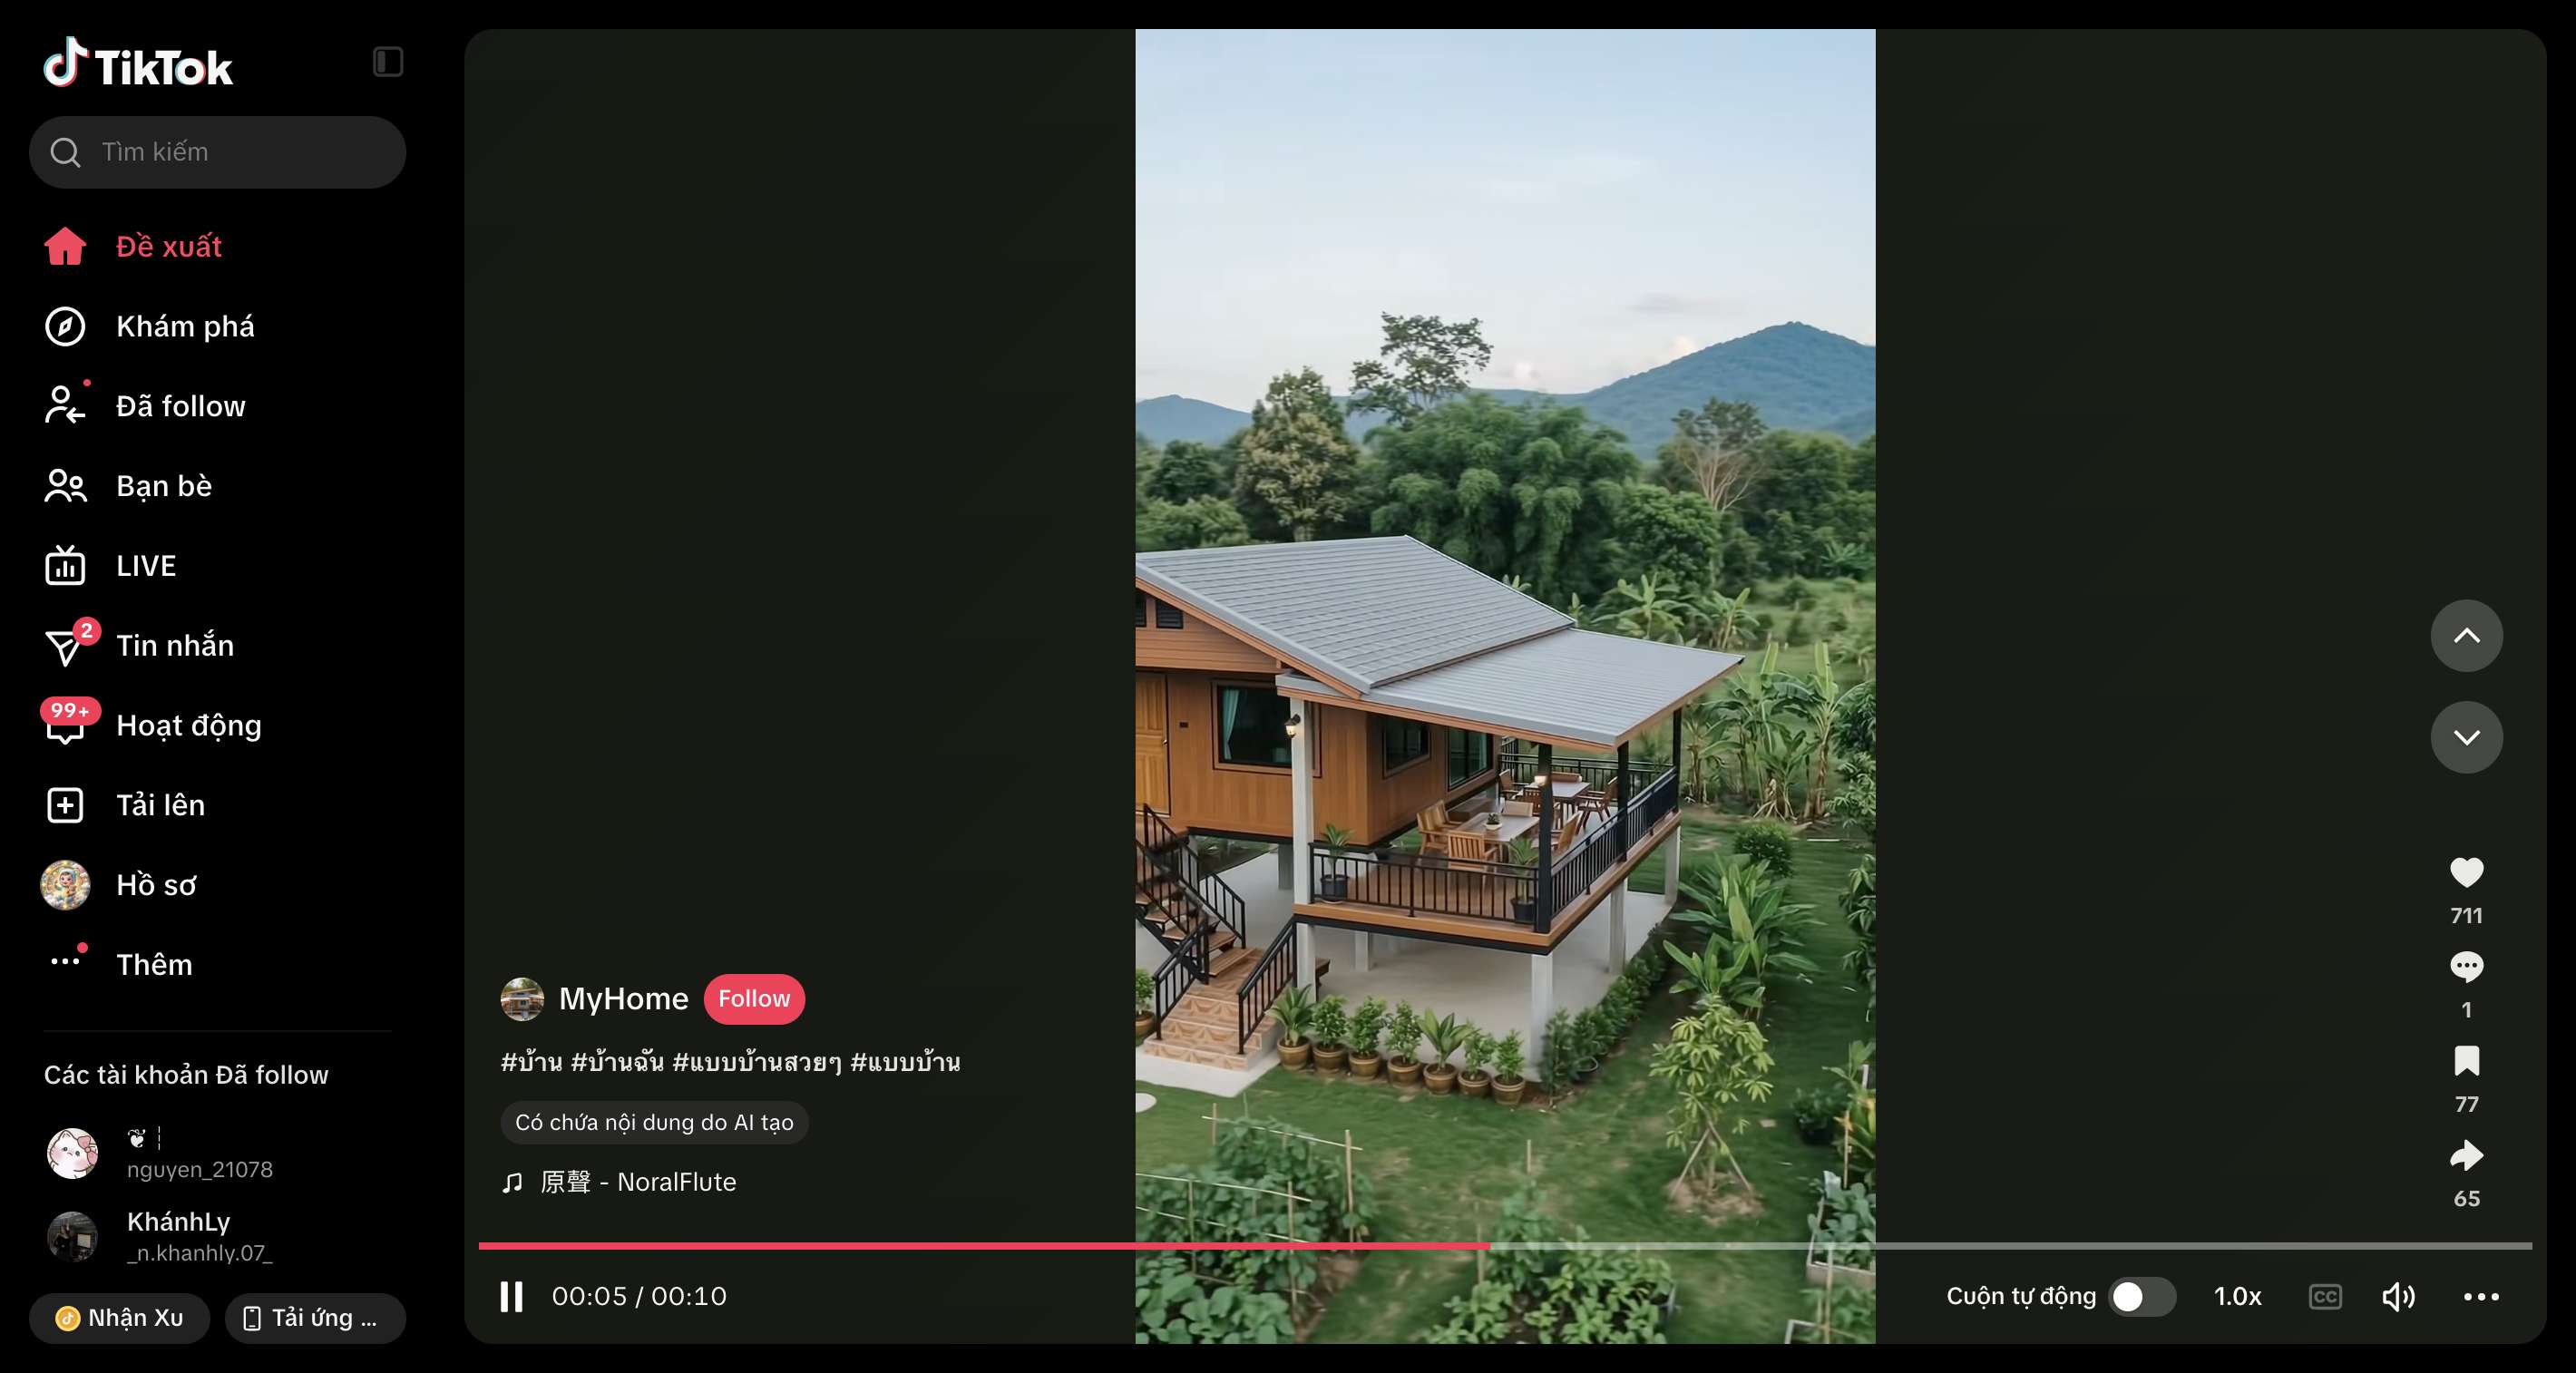 TikTok
Tìm kiếm
Đề xuất
Khám phá
Đã follow
Bạn bè
LIVE
2
Tin nhắn
99+
Hoạt động
Tải lên
Hồ sơ
Thêm
Các tài khoản Đã follow
nguyen_21078
KhánhLy
_n.khanhly.07_
Nhận Xu
Tải ứng ...
MyHome
Follow
#บ้าน #บ้านฉัน #แบบบ้านสวยๆ #แบบบ้าน
Có chứa nội dung do AI tạo
原聲 - NoralFlute
00:05 / 00:10
711
1
77
65
Cuộn tự động
1.0x
CC